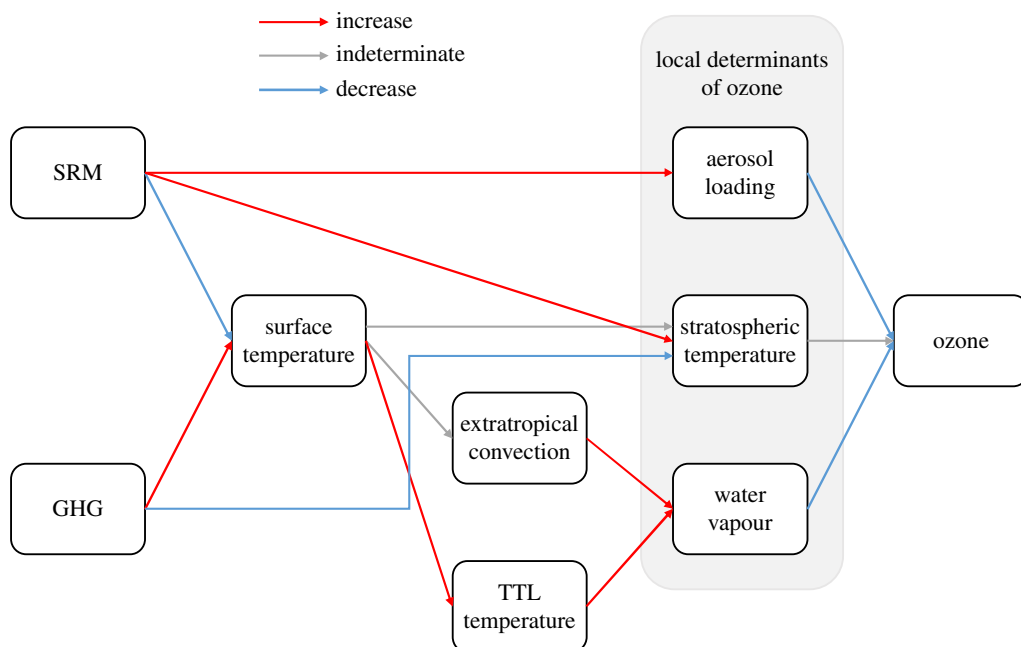 increase
indeterminate
decrease
local determinants
of ozone
SRM
aerosol
loading
surface
temperature
stratospheric
temperature
ozone
extratropical
convection
GHG
water
vapour
TTL
temperature